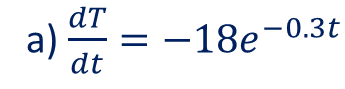 a) dT/dt = −18e^{−0.3t}